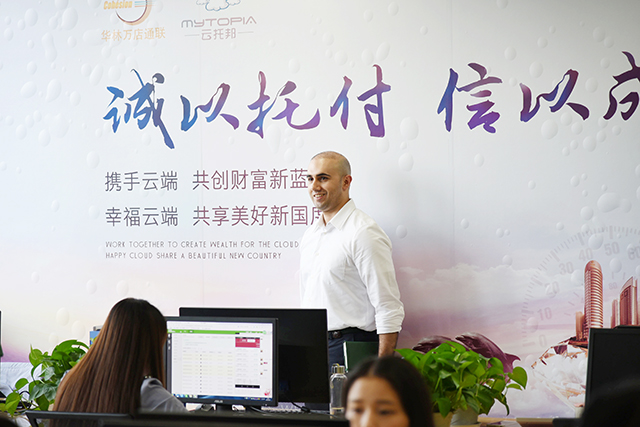 MYTOPIA
云托邦
诚以托付 信以成
携手云端 共创财富新蓝
幸福云端 共享美好新国度
WORK TOGETHER TO CREATE WEALTH FOR THE CLOUD
HAPPY CLOUD SHARE A BEAUTIFUL NEW COUNTRY